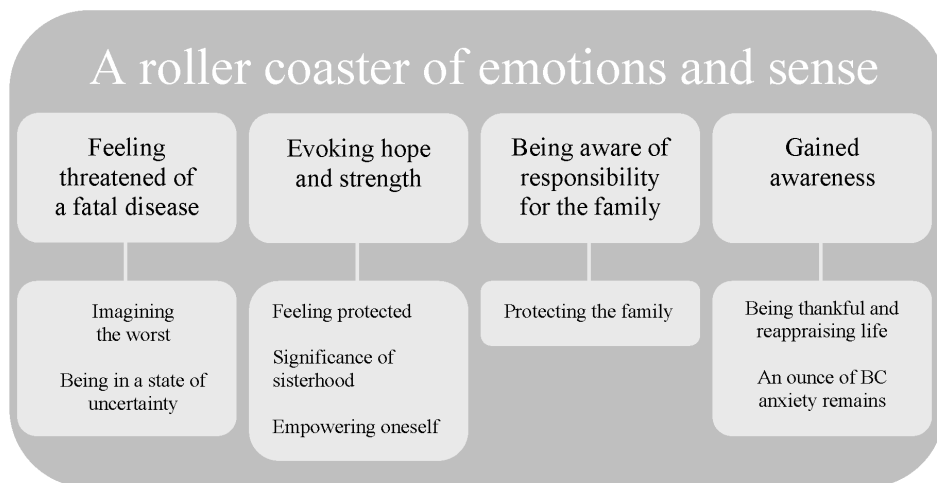 A roller coaster of emotions and sense
Feeling
threatened of
a fatal disease
Evoking hope
and strength
Being aware of
responsibility
for the family
Gained
awareness
Imagining
the worst
Being in a state of
uncertainty
Feeling protected
Significance of
sisterhood
Empowering oneself
Protecting the family
Being thankful and
reappraising life
An ounce of BC
anxiety remains